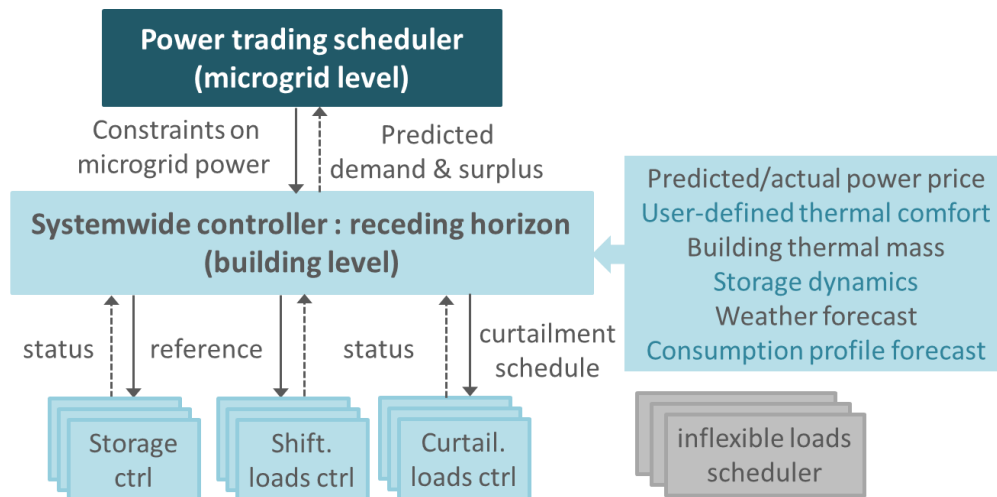 Power trading scheduler
(microgrid level)
Constraints on
microgrid power
Predicted
demand & surplus
Systemwide controller : receding horizon
(building level)
Predicted/actual power price
User-defined thermal comfort
Building thermal mass
Storage dynamics
Weather forecast
Consumption profile forecast
status
reference
status
curtailment
schedule
Storage
ctrl
Shift.
loads ctrl
Curtail.
loads ctrl
inflexible loads
scheduler